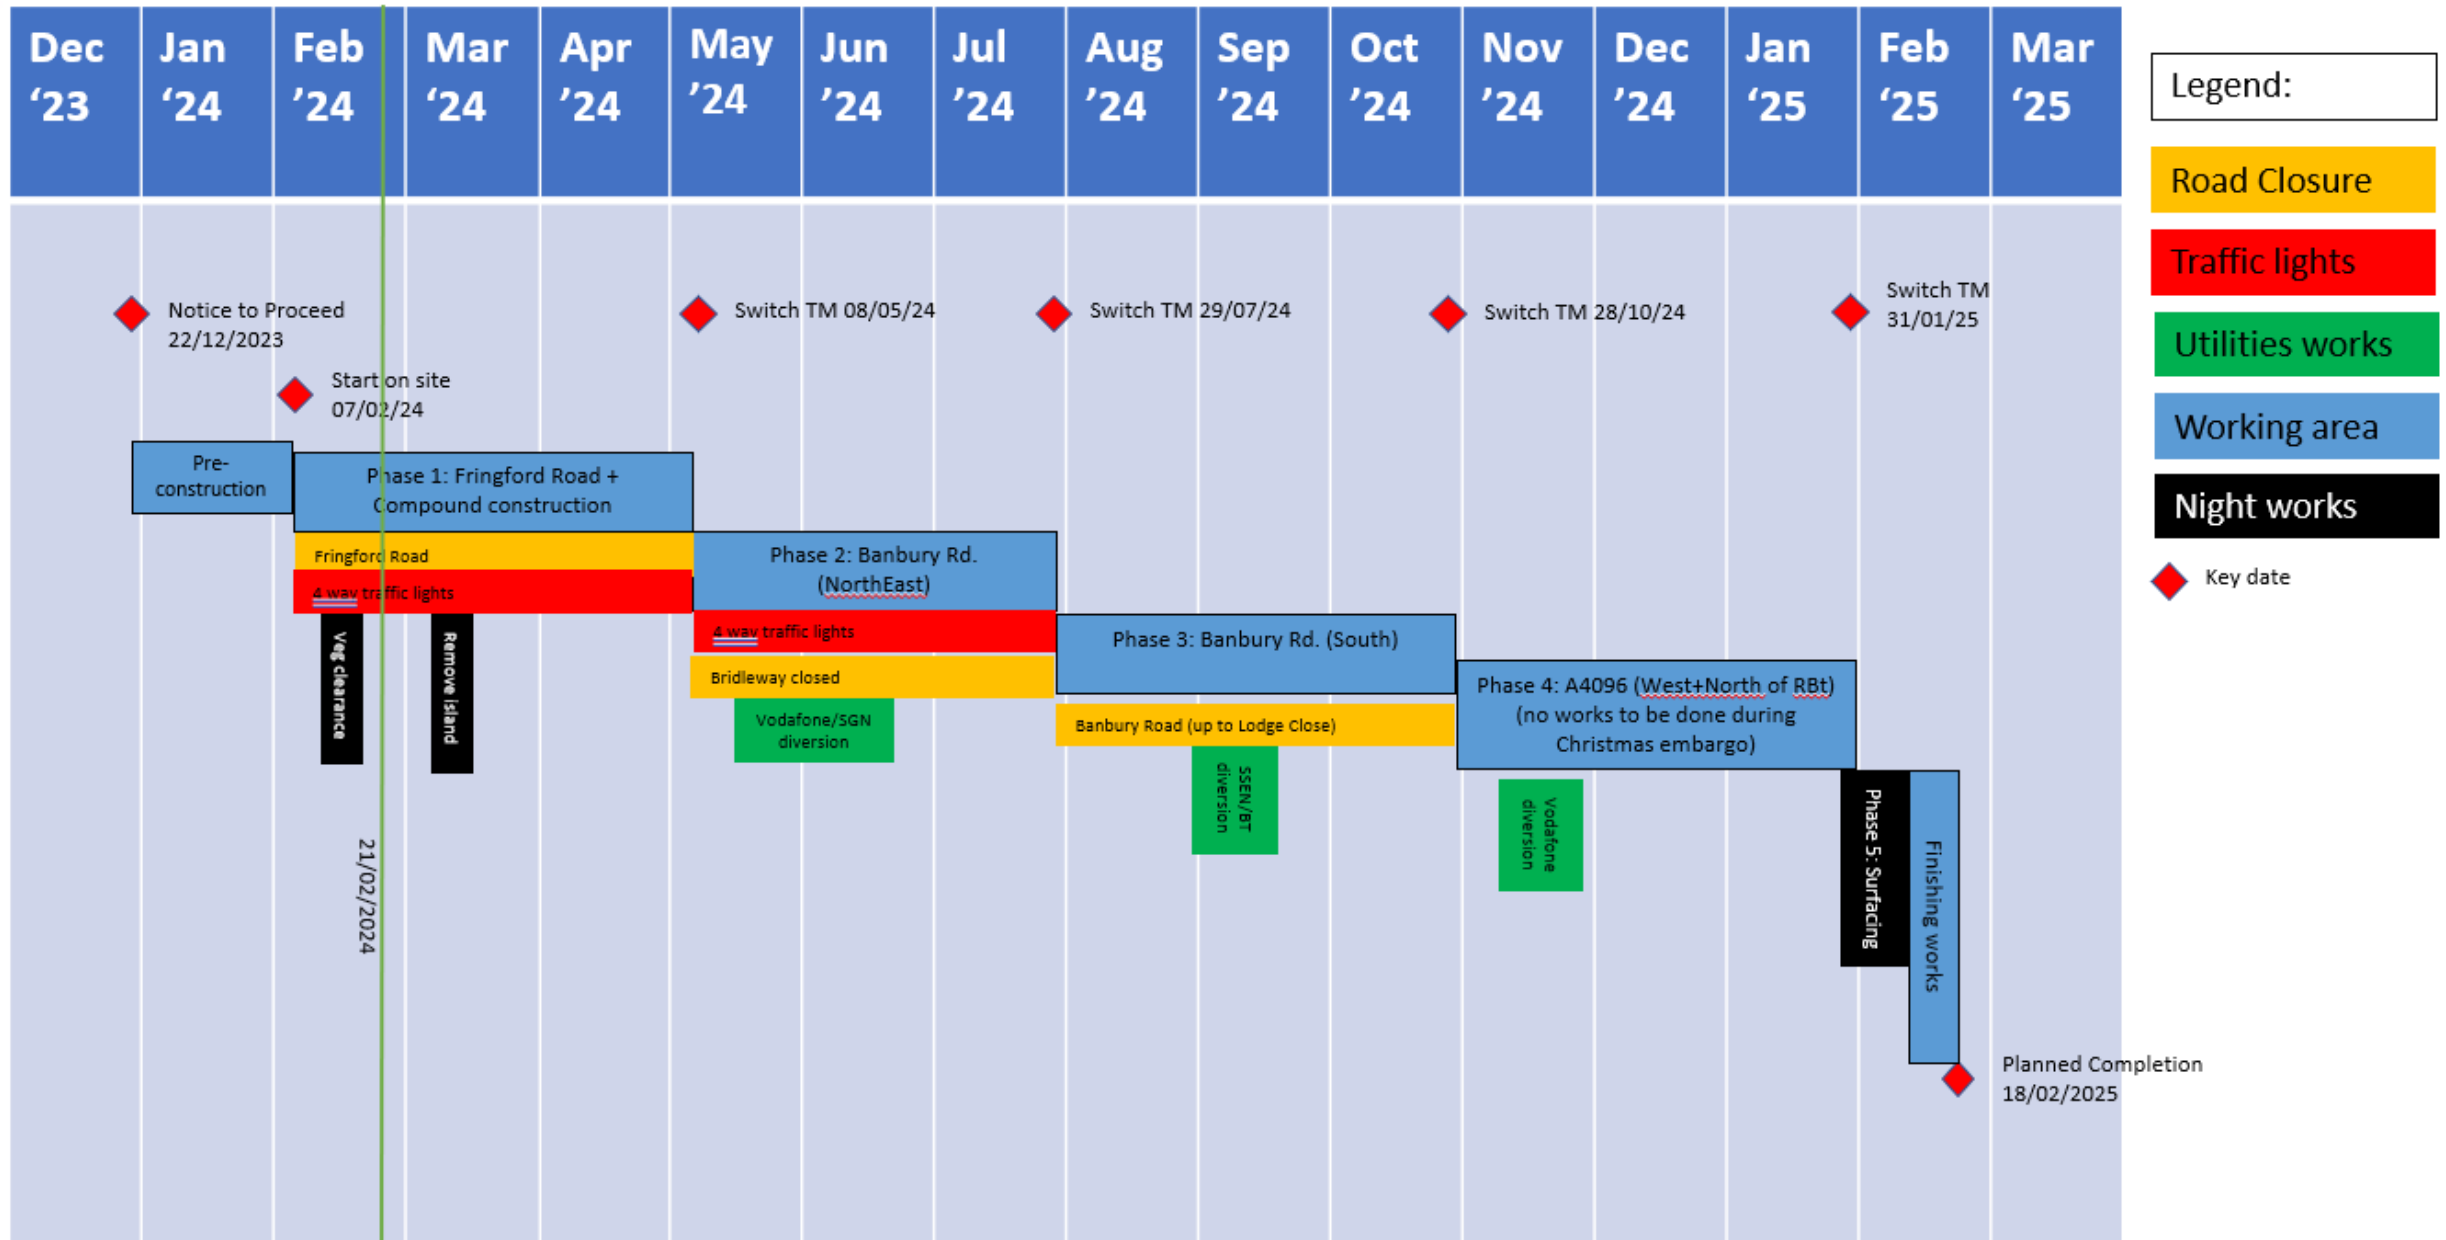 Dec
‘23
Jan
‘24
Feb
’24
Mar
‘24
Apr
’24
May
’24
Jun
’24
Jul
’24
Aug
’24
Sep
’24
Oct
’24
Nov
’24
Dec
’24
Jan
‘25
Feb
‘25
Mar
‘25
Legend:
Road Closure
Traffic lights
Utilities works
Working area
Night works
Key date
Notice to Proceed
22/12/2023
Switch TM 08/05/24
Switch TM 29/07/24
Switch TM 28/10/24
Switch TM
31/01/25
Start on site
07/02/24
Pre-
construction
Phase 1: Fringford Road +
Compound construction
Fringford Road
4 way traffic lights
Veg clearance
Remove island
Phase 2: Banbury Rd.
(NorthEast)
4 way traffic lights
Bridleway closed
Vodafone/SGN
diversion
Phase 3: Banbury Rd. (South)
Banbury Road (up to Lodge Close)
SSEN/BT
diversion
Phase 4: A4096 (West+North of RBt)
(no works to be done during
Christmas embargo)
Vodafone
diversion
Phase 5: Surfacing
Finishing works
21/02/2024
Planned Completion
18/02/2025